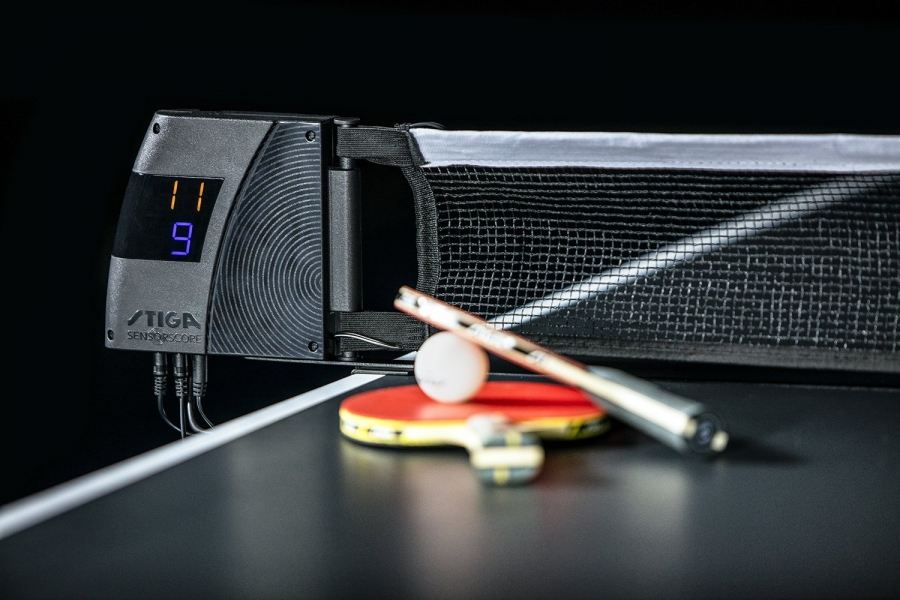 11
9
STIGA
SENSORSCORE